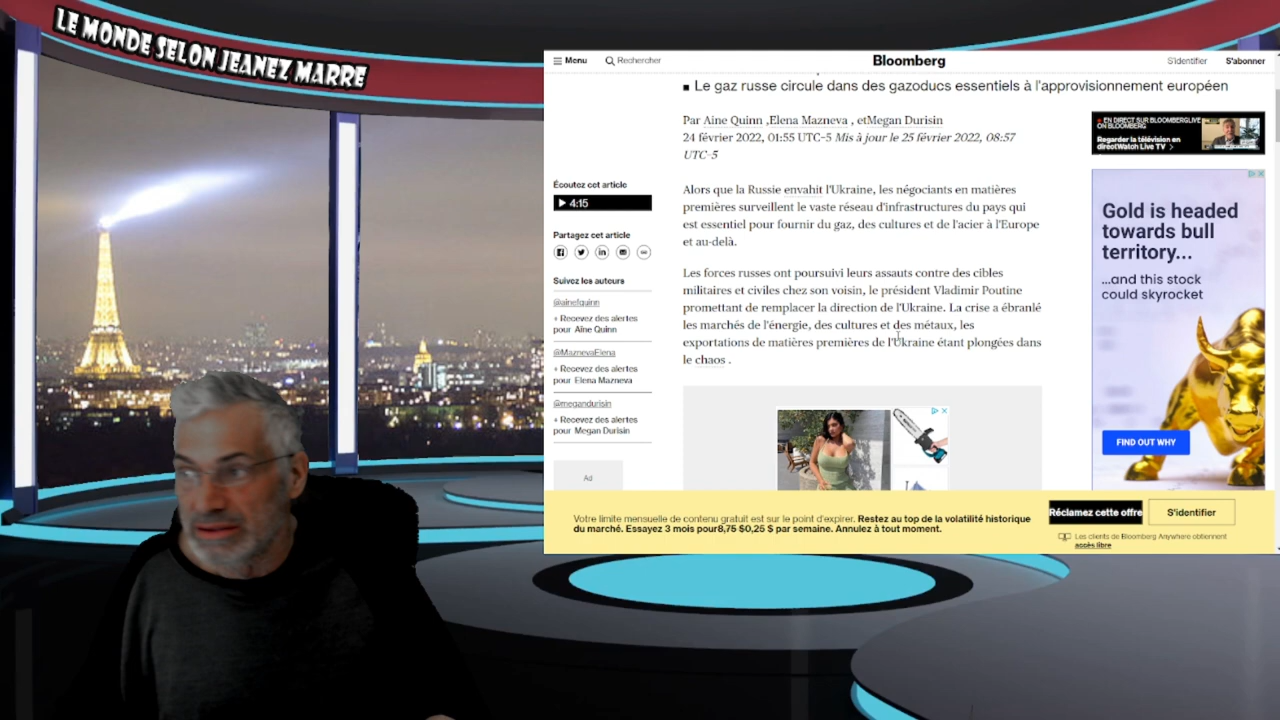 LE MONDE SELON JEANEZ MARRE
Menu
Rechercher
Bloomberg
S'identifier
S'abonner
■ Le gaz russe circule dans des gazoducs essentiels à l'approvisionnement européen
Par Aine Quinn ,Elena Mazneva , etMegan Durisin
24 février 2022, 01:55 UTC-5 Mis à jour le 25 février 2022, 08:57
UTC-5
Écoutez cet article
4:15
Partagez cet article
Suivez les auteurs
@ainefquinn
+ Recevez des alertes
pour Aine Quinn
@MaznevaElena
+ Recevez des alertes
pour Elena Mazneva
@megandurisin
+ Recevez des alertes
pour Megan Durisin
Ad
Alors que la Russie envahit l'Ukraine, les négociants en matières
premières surveillent le vaste réseau d'infrastructures du pays qui
est essentiel pour fournir du gaz, des cultures et de l'acier à l'Europe
et au-delà.
Les forces russes ont poursuivi leurs assauts contre des cibles
militaires et civiles chez son voisin, le président Vladimir Poutine
promettant de remplacer la direction de l'Ukraine. La crise a ébranlé
les marchés de l'énergie, des cultures et des métaux, les
exportations de matières premières de l'Ukraine étant plongées dans
le chaos .
EN DIRECT SUR BLOOMBERGLIVE
ON BLOOMBERG
Regarder la télévision en
directWatch Live TV >
Gold is headed
towards bull
territory...
...and this stock
could skyrocket
FIND OUT WHY
Votre limite mensuelle de contenu gratuit est sur le point d'expirer. Restez au top de la volatilité historique
du marché. Essayez 3 mois pour8,75 $0,25 $ par semaine. Annulez à tout moment.
Réclamez cette offre
S'identifier
Les clients de Bloomberg Anywhere obtiennent
accès libre